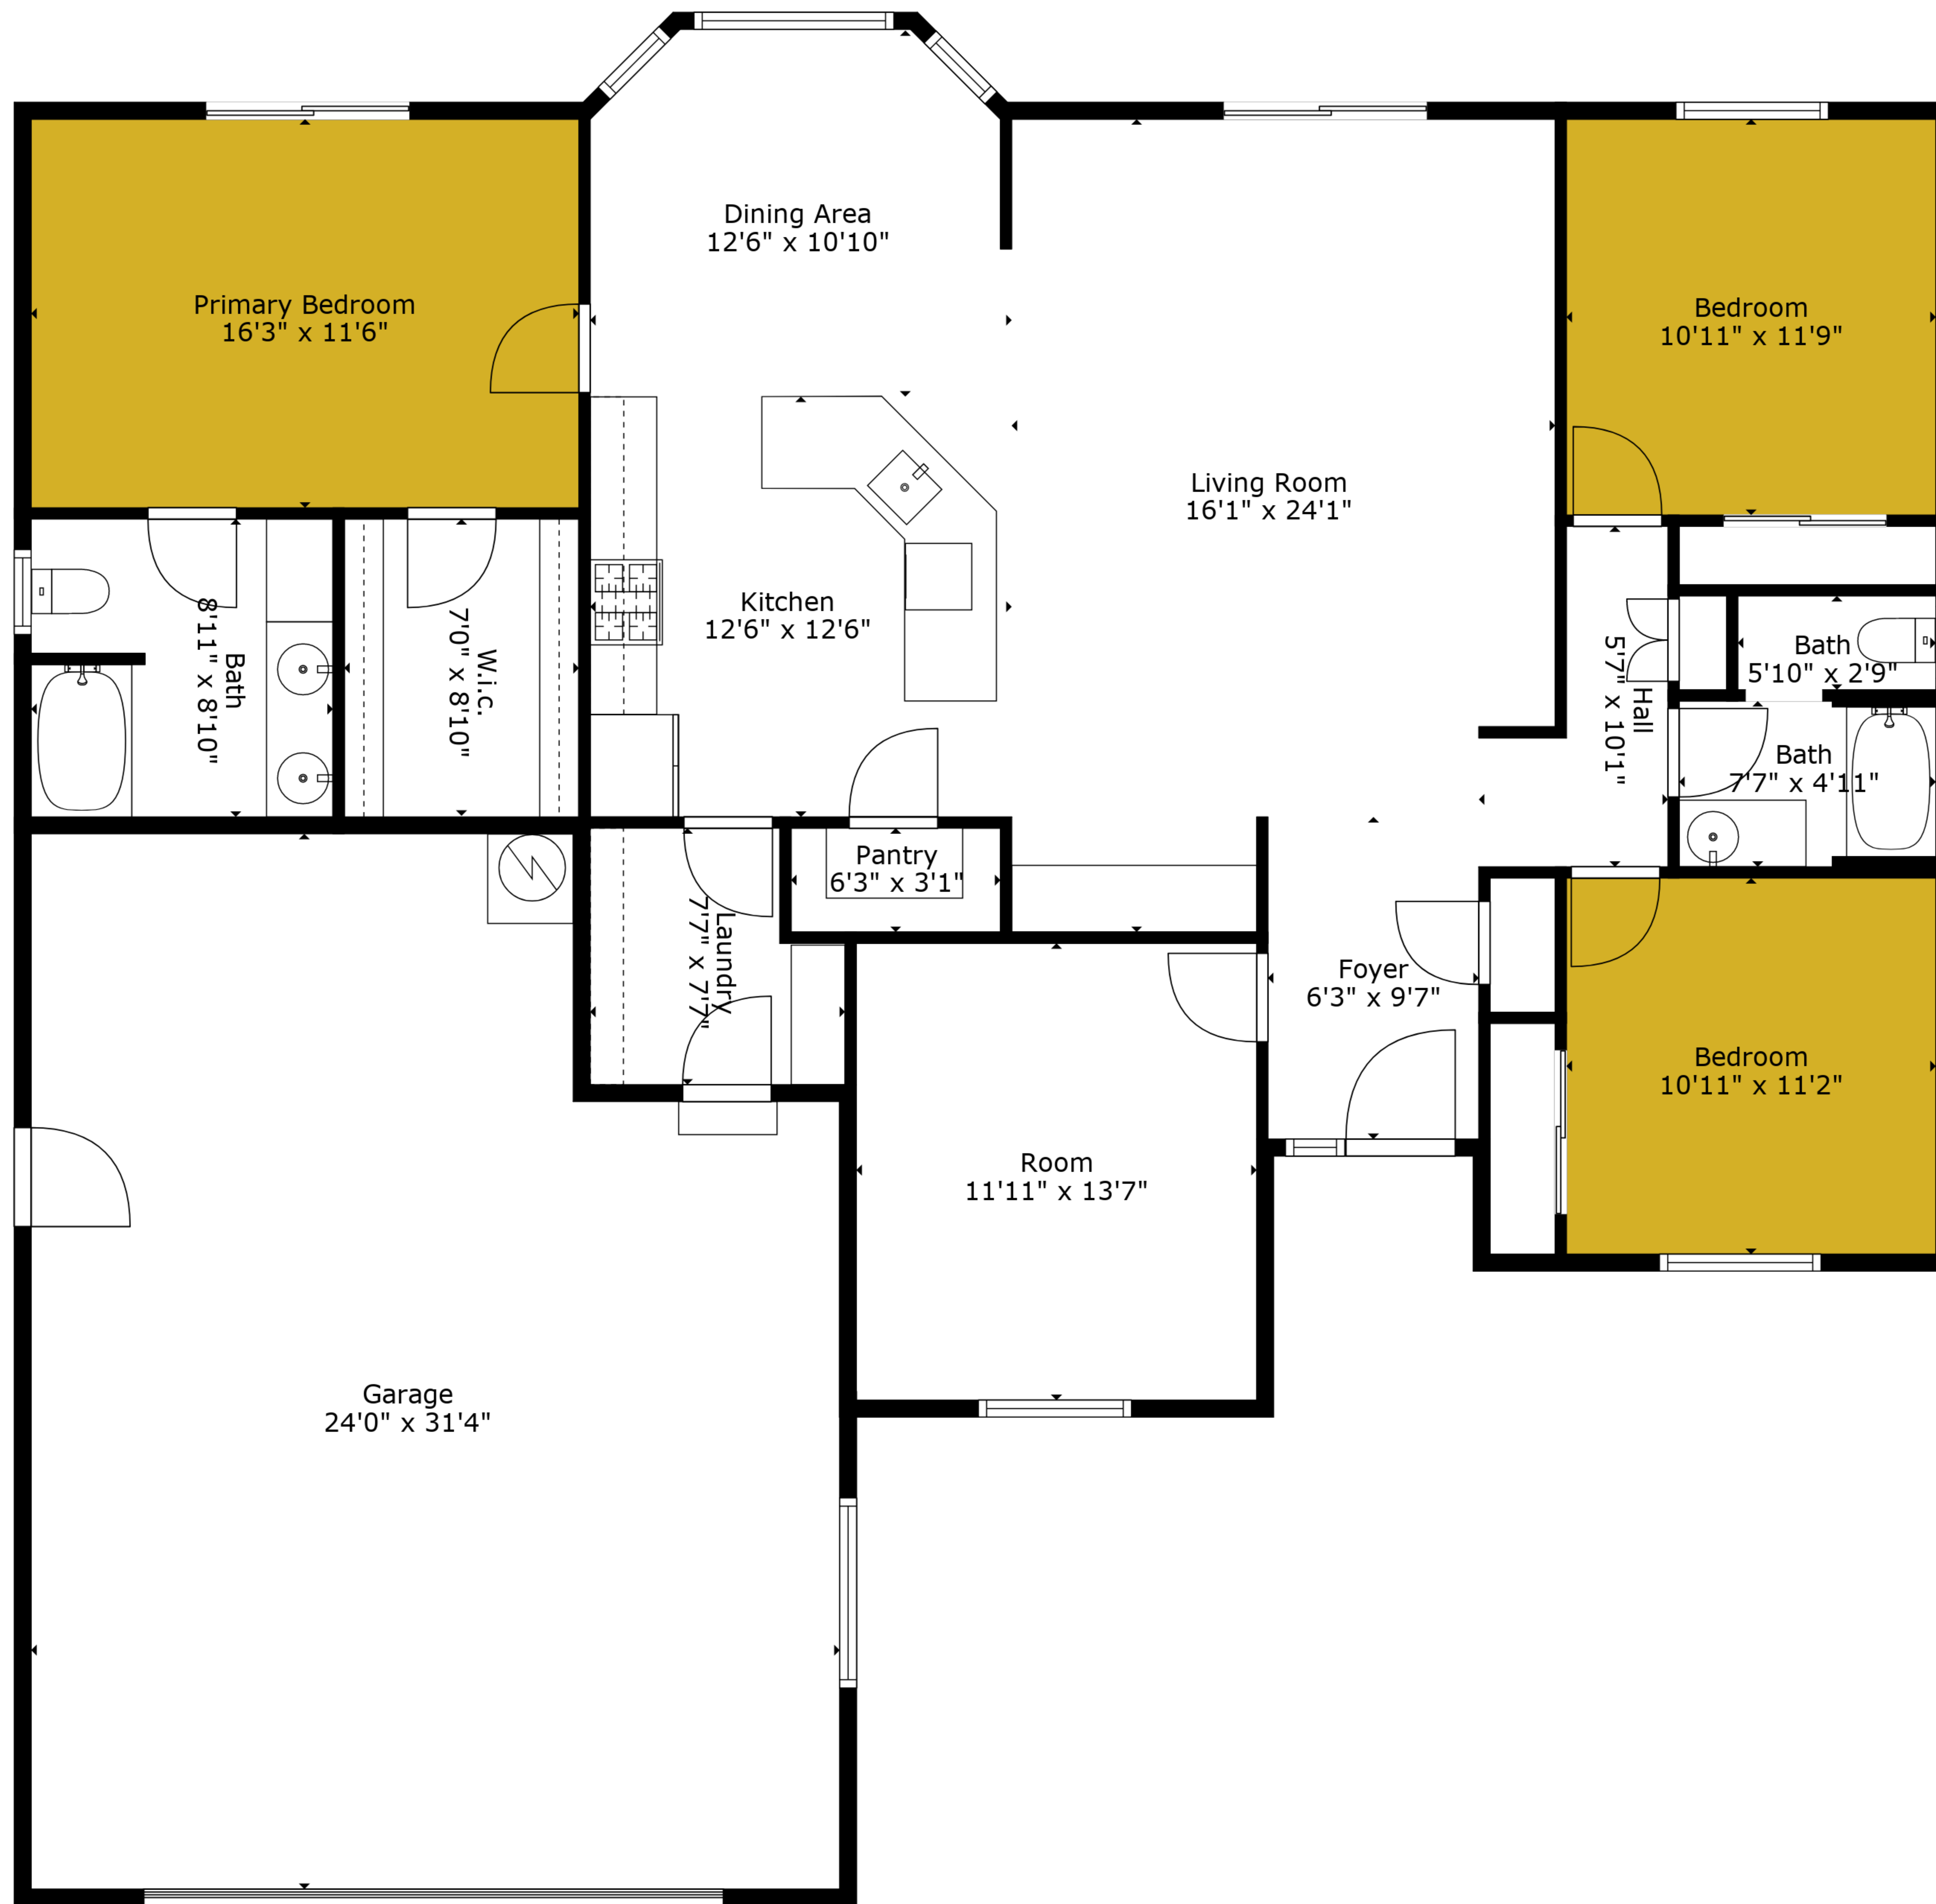 Dining Area
12'6" x 10'10"
Primary Bedroom
16'3" x 11'6"
Bedroom
10'11" x 11'9"
Living Room
16'1" x 24'1"
Kitchen
12'6" x 12'6"
Bath
8'11" x 8'10"
W.i.c.
7'0" x 8'10"
Hall
5'7" x 10'1"
Bath
5'10" x 2'9"
Bath
7'7" x 4'11"
Pantry
6'3" x 3'1"
Laundry
7'7" x 7'7"
Foyer
6'3" x 9'7"
Bedroom
10'11" x 11'2"
Room
11'11" x 13'7"
Garage
24'0" x 31'4"